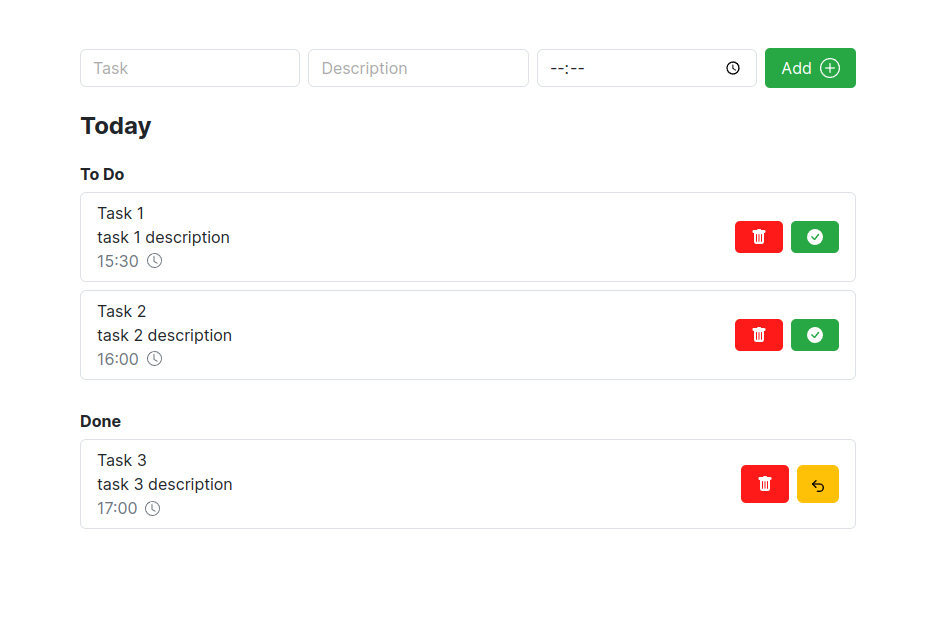 Task
Description
--:--
Add
Today
To Do
Task 1
task 1 description
15:30
Task 2
task 2 description
16:00
Done
Task 3
task 3 description
17:00